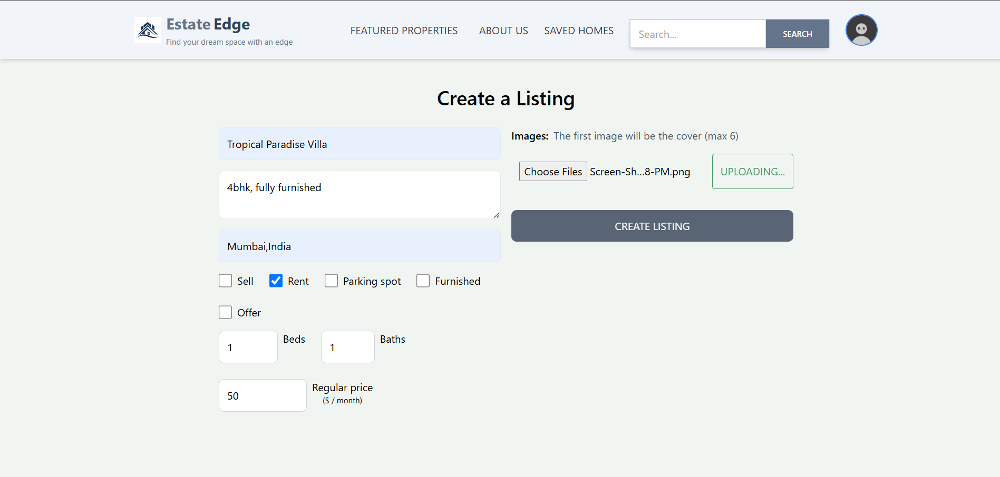 Estate Edge
Find your dream space with an edge
FEATURED PROPERTIES
ABOUT US
SAVED HOMES
Search...
SEARCH
Create a Listing
Tropical Paradise Villa
4bhk, fully furnished
Mumbai,India
Sell
Rent
Parking spot
Furnished
Offer
1
Beds
1
Baths
50
Regular price
($ / month)
Images: The first image will be the cover (max 6)
Choose Files
Screen-Sh...8-PM.png
UPLOADING...
CREATE LISTING